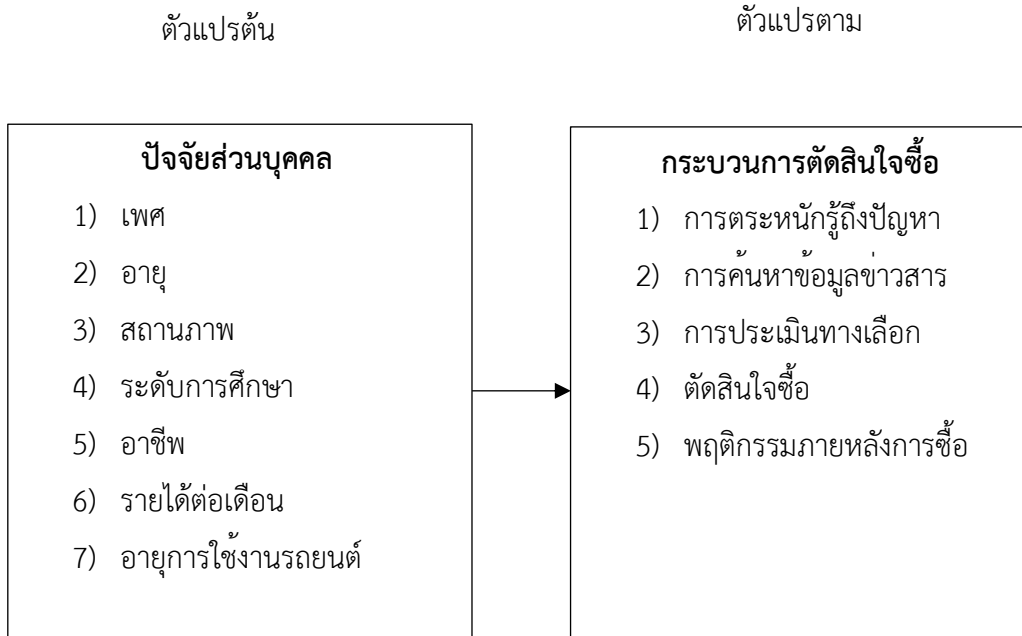 ตัวแปรต้น
ตัวแปรตาม
ปัจจัยส่วนบุคคล
1) เพศ
2) อายุ
3) สถานภาพ
4) ระดับการศึกษา
5) อาชีพ
6) รายได้ต่อเดือน
7) อายุการใช้งานรถยนต์
กระบวนการตัดสินใจซื้อ
1) การตระหนักรู้ถึงปัญหา
2) การค้นหาข้อมูลข่าวสาร
3) การประเมินทางเลือก
4) ตัดสินใจซื้อ
5) พฤติกรรมภายหลังการซื้อ